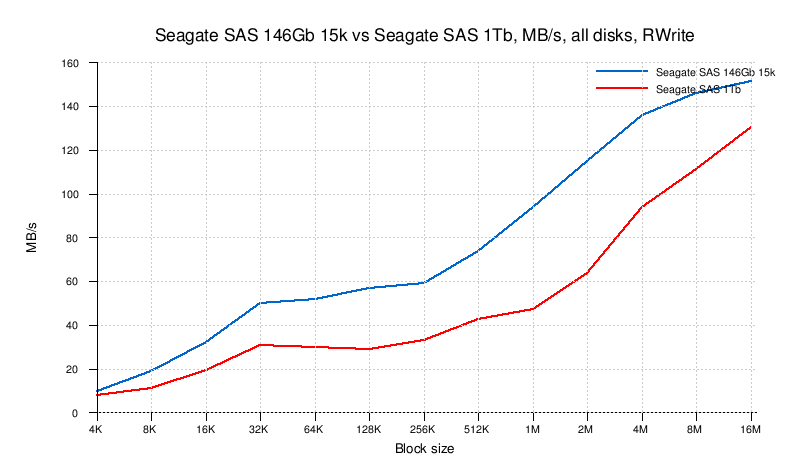 Seagate SAS 146Gb 15k vs Seagate SAS 1Tb, MB/s, all disks, RWrite
Seagate SAS 146Gb 15k
Seagate SAS 1Tb
160
140
120
100
80
60
40
20
0
MB/s
4K 8K 16K 32K 64K 128K 256K 512K 1M 2M 4M 8M 16M
Block size